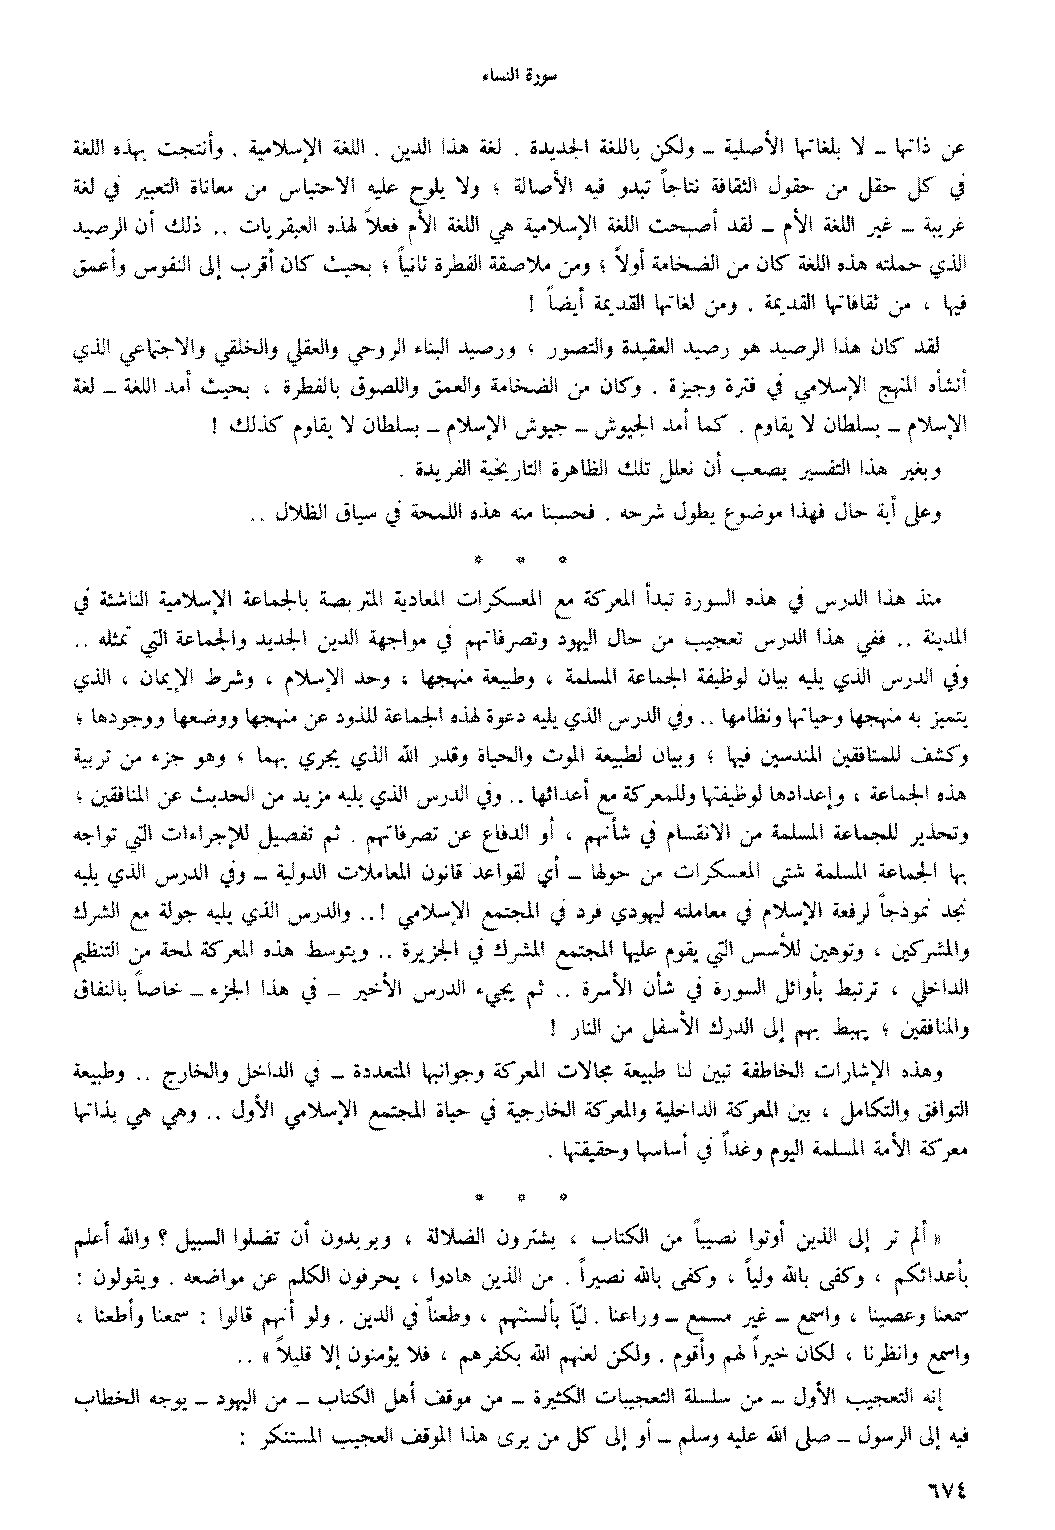 سورة النساء
عن ذاتها – لا بلغاتها الأصلية – ولكن باللغة الجديدة . لغة هذا الدين . اللغة الإسلامية . وأنتجت بهذه اللغة
في كل حقل من حقول الثقافة نتاجاً تبدو فيه الأصالة ؛ ولا يلوح عليه الاحتباس من معاناة التعبير في لغة
غريبة – غير اللغة الأم – لقد أصبحت اللغة الإسلامية هي اللغة الأم فعلاً لهذه العبقريات .. ذلك أن الرصيد
الذي حملته هذه اللغة كان من الضخامة أولاً ؛ ومن ملاصقة الفطرة ثانياً ؛ بحيث كان أقرب إلى النفوس وأعمق
فيها ، من ثقافاتها القديمة . ومن لغاتها القديمة أيضاً !
لقد كان هذا الرصيد هو رصيد العقيدة والتصور ؛ ورصيد البناء الروحي والعقلي والخلقي والاجتماعي الذي
أنشأه المنهج الإسلامي في فترة وجيزة . وكان من الضخامة والعمق واللصوق بالفطرة ، بحيث أمد اللغة – لغة
الإسلام – بسلطان لا يقاوم . كما أمد الجيوش – جيوش الإسلام – بسلطان لا يقاوم كذلك !
وبغير هذا التفسير يصعب أن نعلل تلك الظاهرة التاريخية الفريدة .
وعلى أية حال فهذا موضوع يطول شرحه . فحسبنا منه هذه اللمحة في سياق الظلال ..
* * *
منذ هذا الدرس في هذه السورة تبدأ المعركة مع المعسكرات المعادية المتربصة بالجماعة الإسلامية الناشئة في
المدينة .. ففي هذا الدرس تعجيب من حال اليهود وتصرفاتهم في مواجهة الدين الجديد والجماعة التي تمثله ..
وفي الدرس الذي يليه بيان لوظيفة الجماعة المسلمة ، وطبيعة منهجها ، وحد الإسلام ، وشرط الإيمان ، الذي
يتميز به منهجها وحياتها ونظامها .. وفي الدرس الذي يليه دعوة لهذه الجماعة للذود عن منهجها ووضعها ووجودها ؛
وكشف للمنافقين المندسين فيها ؛ وبيان لطبيعة الموت والحياة وقدر الله الذي يجري بهما ؛ وهو جزء من تربية
هذه الجماعة ، وإعدادها لوظيفتها وللمعركة مع أعدائها .. وفي الدرس الذي يليه مزيد من الحديث عن المنافقين ؛
وتحذير للجماعة المسلمة من الانقسام في شأنهم ، أو الدفاع عن تصرفاتهم . ثم تفصيل للإجراءات التي تواجه
بها الجماعة المسلمة شتى المعسكرات من حولها – أي لقواعد قانون المعاملات الدولية – وفي الدرس الذي يليه
نجد نموذجاً لرفعة الإسلام في معاملته ليهودي فرد في المجتمع الإسلامي !.. والدرس الذي يليه جولة مع الشرك
والمشركين ، وتوهين للأسس التي يقوم عليها المجتمع المشرك في الجزيرة .. ويتوسط هذه المعركة لمحة من التنظيم
الداخلي ، ترتبط بأوائل السورة في شأن الأسرة .. ثم يجيء الدرس الأخير – في هذا الجزء – خاصاً بالنفاق
والمنافقين ؛ يهبط بهم إلى الدرك الأسفل من النار !
وهذه الإشارات الخاطفة تبين لنا طبيعة مجالات المعركة وجوانبها المتعددة – في الداخل والخارج .. وطبيعة
التوافق والتكامل ، بين المعركة الداخلية والمعركة الخارجية في حياة المجتمع الإسلامي الأول .. وهي هي بذاتها
معركة الأمة المسلمة اليوم وغداً في أساسها وحقيقتها .
* * *
« ألم تر إلى الذين أوتوا نصيباً من الكتاب ، يشترون الضلالة ، ويريدون أن تضلوا السبيل ؟ والله أعلم
بأعدائكم ، وكفى بالله ولياً ، وكفى بالله نصيراً . من الذين هادوا ، يحرفون الكلم عن مواضعه . ويقولون :
سمعنا وعصينا ، واسمع – غير مسمع – وراعنا . ليّاً بألسنتهم ، وطعناً في الدين . ولو أنهم قالوا : سمعنا وأطعنا ،
واسمع وانظرنا ، لكان خيراً لهم وأقوم . ولكن لعنهم الله بكفرهم ، فلا يؤمنون إلا قليلاً » ..
إنه التعجيب الأول – من سلسلة التعجيبات الكثيرة – من موقف أهل الكتاب – من اليهود – يوجه الخطاب
فيه إلى الرسول – صلى الله عليه وسلم – أو إلى كل من يرى هذا الموقف العجيب المستنكر :
٦٧٤